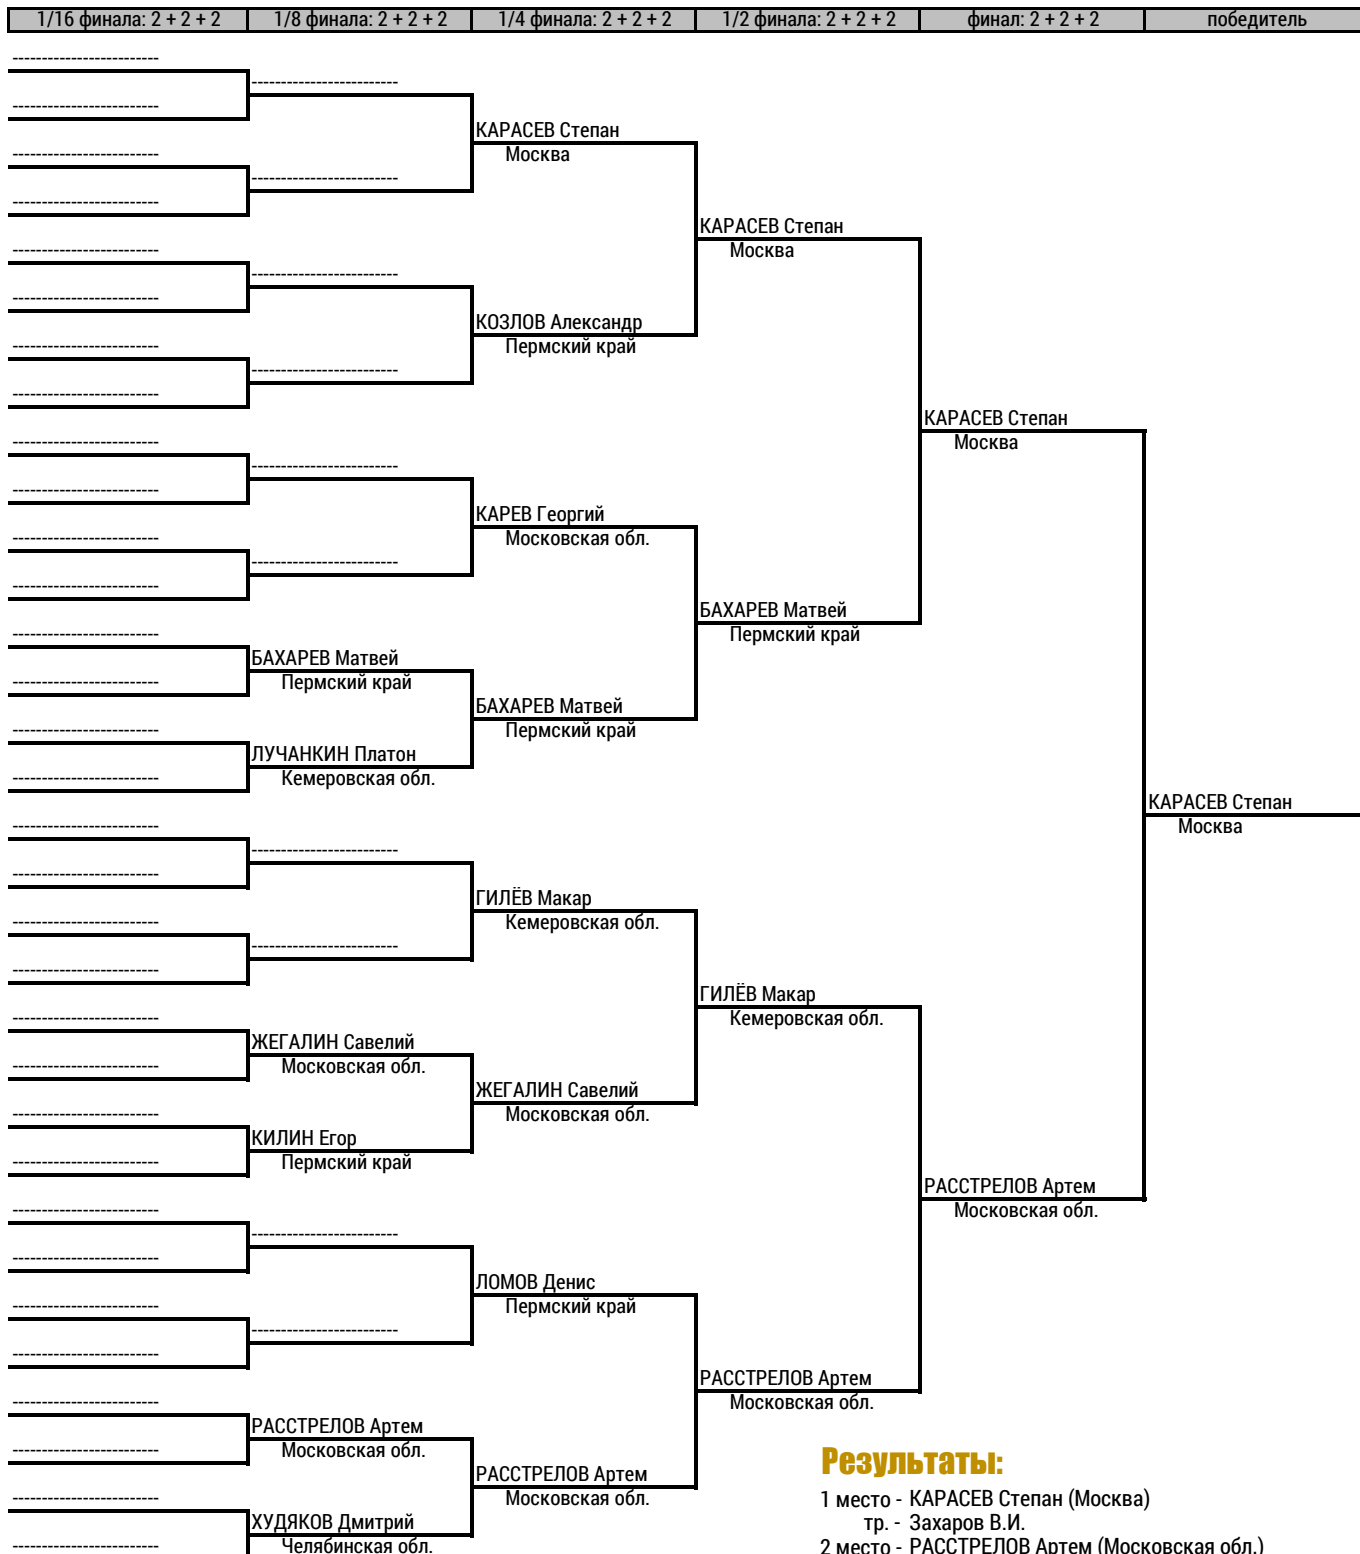 1/16 финала: 2 + 2 + 2
1/8 финала: 2 + 2 + 2
1/4 финала: 2 + 2 + 2
1/2 финала: 2 + 2 + 2
финал: 2 + 2 + 2
победитель
КАРАСЕВ Степан
Москва
КАРАСЕВ Степан
Москва
КОЗЛОВ Александр
Пермский край
КАРАСЕВ Степан
Москва
КАРЕВ Георгий
Московская обл.
БАХАРЕВ Матвей
Пермский край
БАХАРЕВ Матвей
Пермский край
БАХАРЕВ Матвей
Пермский край
ЛУЧАНКИН Платон
Кемеровская обл.
КАРАСЕВ Степан
Москва
ГИЛЁВ Макар
Кемеровская обл.
ГИЛЁВ Макар
Кемеровская обл.
ЖЕГАЛИН Савелий
Московская обл.
ЖЕГАЛИН Савелий
Московская обл.
КИЛИН Егор
Пермский край
РАССТРЕЛОВ Артем
Московская обл.
ЛОМОВ Денис
Пермский край
РАССТРЕЛОВ Артем
Московская обл.
РАССТРЕЛОВ Артем
Московская обл.
РАССТРЕЛОВ Артем
Московская обл.
ХУДЯКОВ Дмитрий
Челябинская обл.
Результаты:
1 место - КАРАСЕВ Степан (Москва)
тр. - Захаров В.И.
2 место - РАССТРЕЛОВ Артем (Московская обл.)